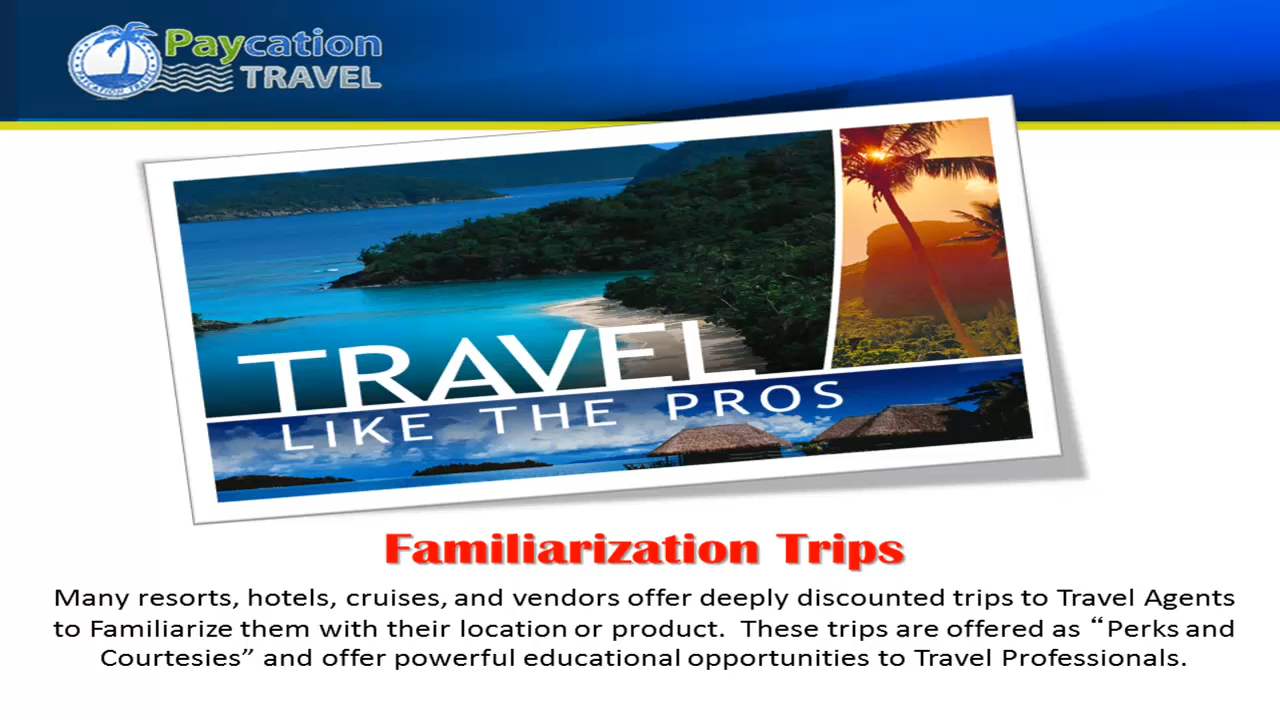 Paycation
TRAVEL
PAYCATION TRAVEL
TRAVEL
LIKE THE PROS
Familiarization Trips
Many resorts, hotels, cruises, and vendors offer deeply discounted trips to Travel Agents
to Familiarize them with their location or product.  These trips are offered as “Perks and
Courtesies” and offer powerful educational opportunities to Travel Professionals.